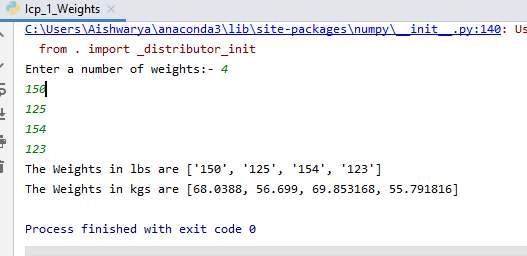 lcp_1_Weights
C:\Users\Aishwarya\anaconda3\lib\site-packages\numpy\__init__.py:140: Us
from . import _distributor_init
Enter a number of weights:- 4
150
125
154
123
The Weights in lbs are ['150', '125', '154', '123']
The Weights in kgs are [68.0388, 56.699, 69.853168, 55.791816]
Process finished with exit code 0